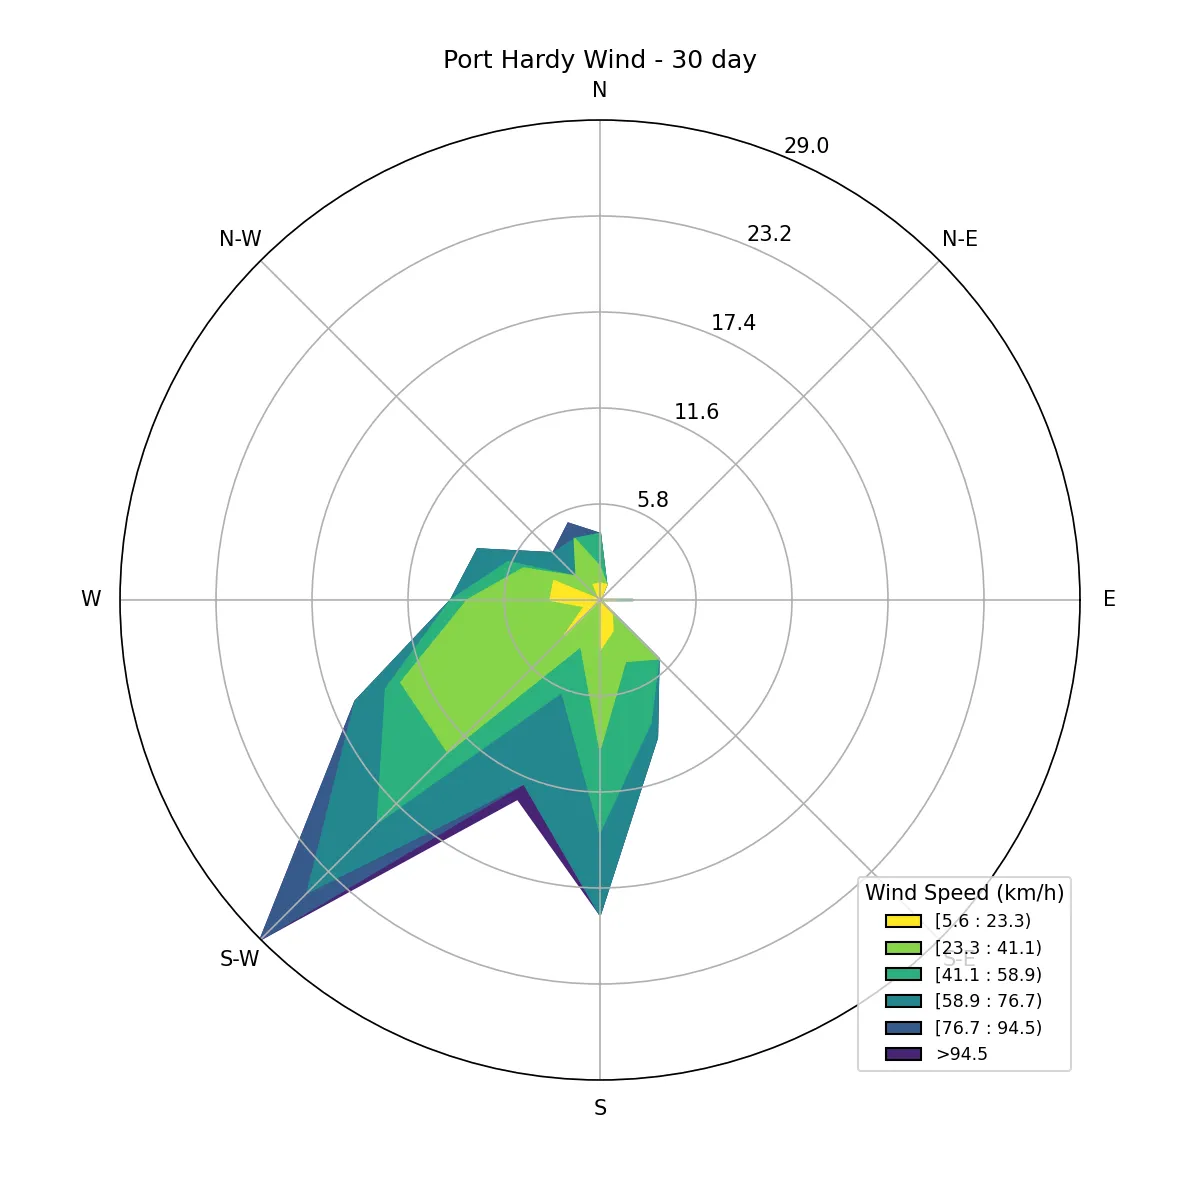 Port Hardy Wind - 30 day
N
29.0
N-W
23.2
N-E
17.4
11.6
5.8
W
E
Wind Speed (km/h)
[5.6 : 23.3)
[23.3 : 41.1)
S-W
S-E
[41.1 : 58.9)
[58.9 : 76.7)
[76.7 : 94.5)
>94.5
S